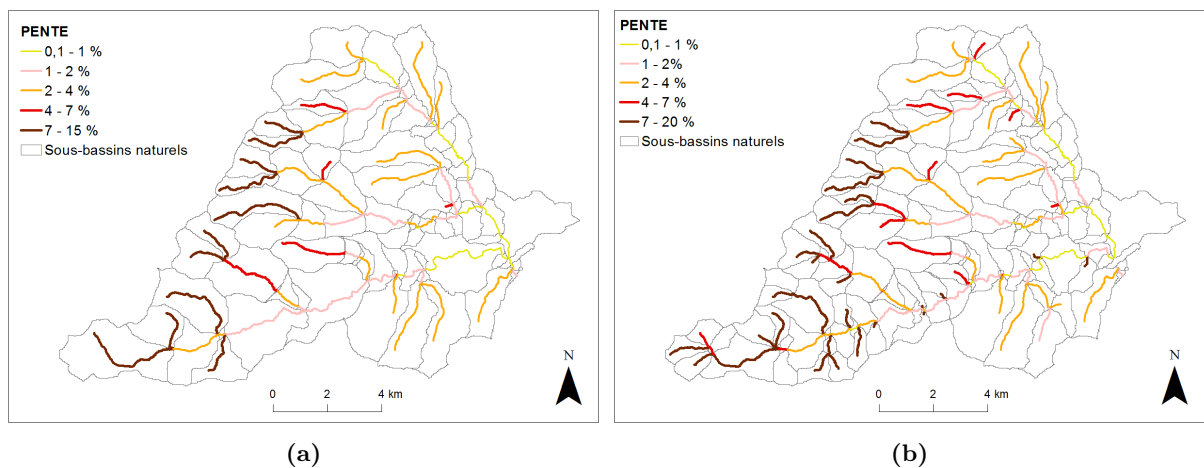 PENTE
0,1 - 1 %
1 - 2 %
2 - 4 %
4 - 7 %
7 - 15 %
Sous-bassins naturels
N
0 2 4 km
(a)
PENTE
0,1 - 1 %
1 - 2%
2 - 4 %
4 - 7 %
7 - 20 %
Sous-bassins naturels
N
0 2 4 km
(b)